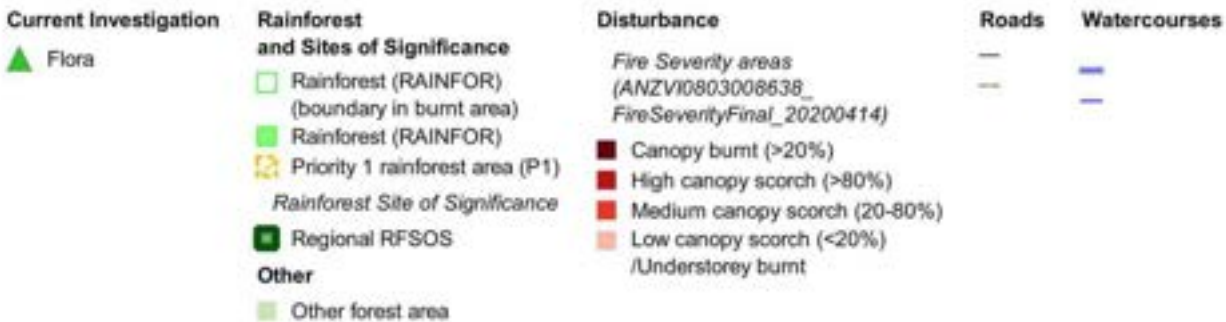 Current Investigation
Flora
Rainforest
and Sites of Significance
Rainforest (RAINFOR)
(boundary in burnt area)
Rainforest (RAINFOR)
Priority 1 rainforest area (P1)
Rainforest Site of Significance
Regional RFSOS
Other
Other forest area
Disturbance
Fire Severity areas
(ANZVI0803008638_
FireSeverityFinal_20200414)
Canopy burnt (>20%)
High canopy scorch (>80%)
Medium canopy scorch (20-80%)
Low canopy scorch (<20%)
/Understorey burnt
Roads
Watercourses